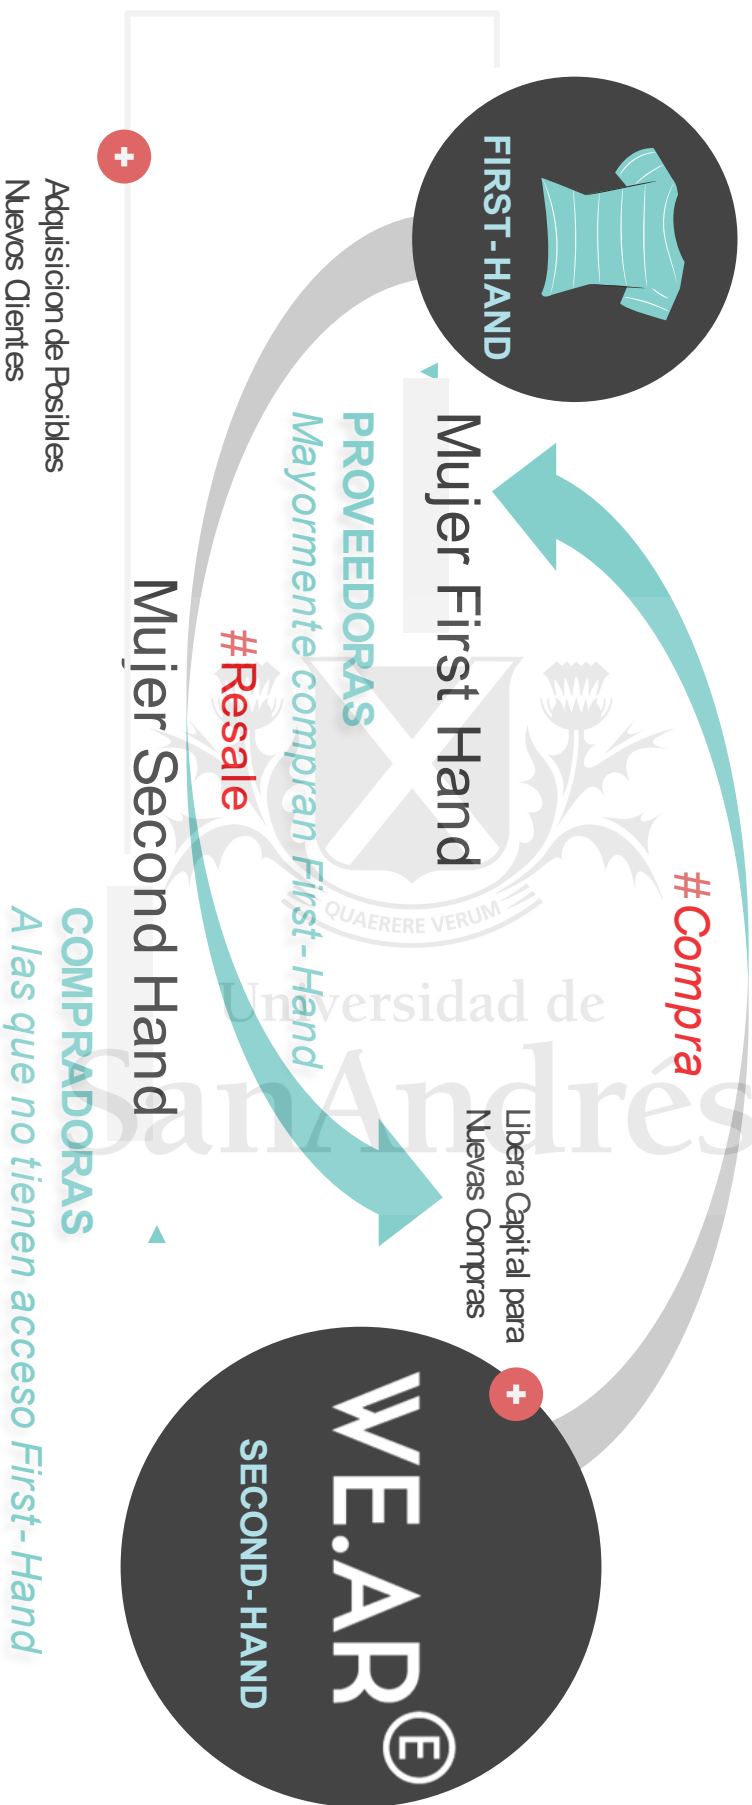 FIRST-HAND
#Compra
Libera Capital para
Nuevas Compras
Mujer First Hand
PROVEEDORAS
Mayormente compran First-Hand
#Resale
WE.AR E
SECOND-HAND
Mujer Second Hand
COMPRADORAS
A las que no tienen acceso First-Hand
Adquisicion de Posibles
Nuevos Clientes
QUAERERE VERUM
Universidad de
SanAndrés